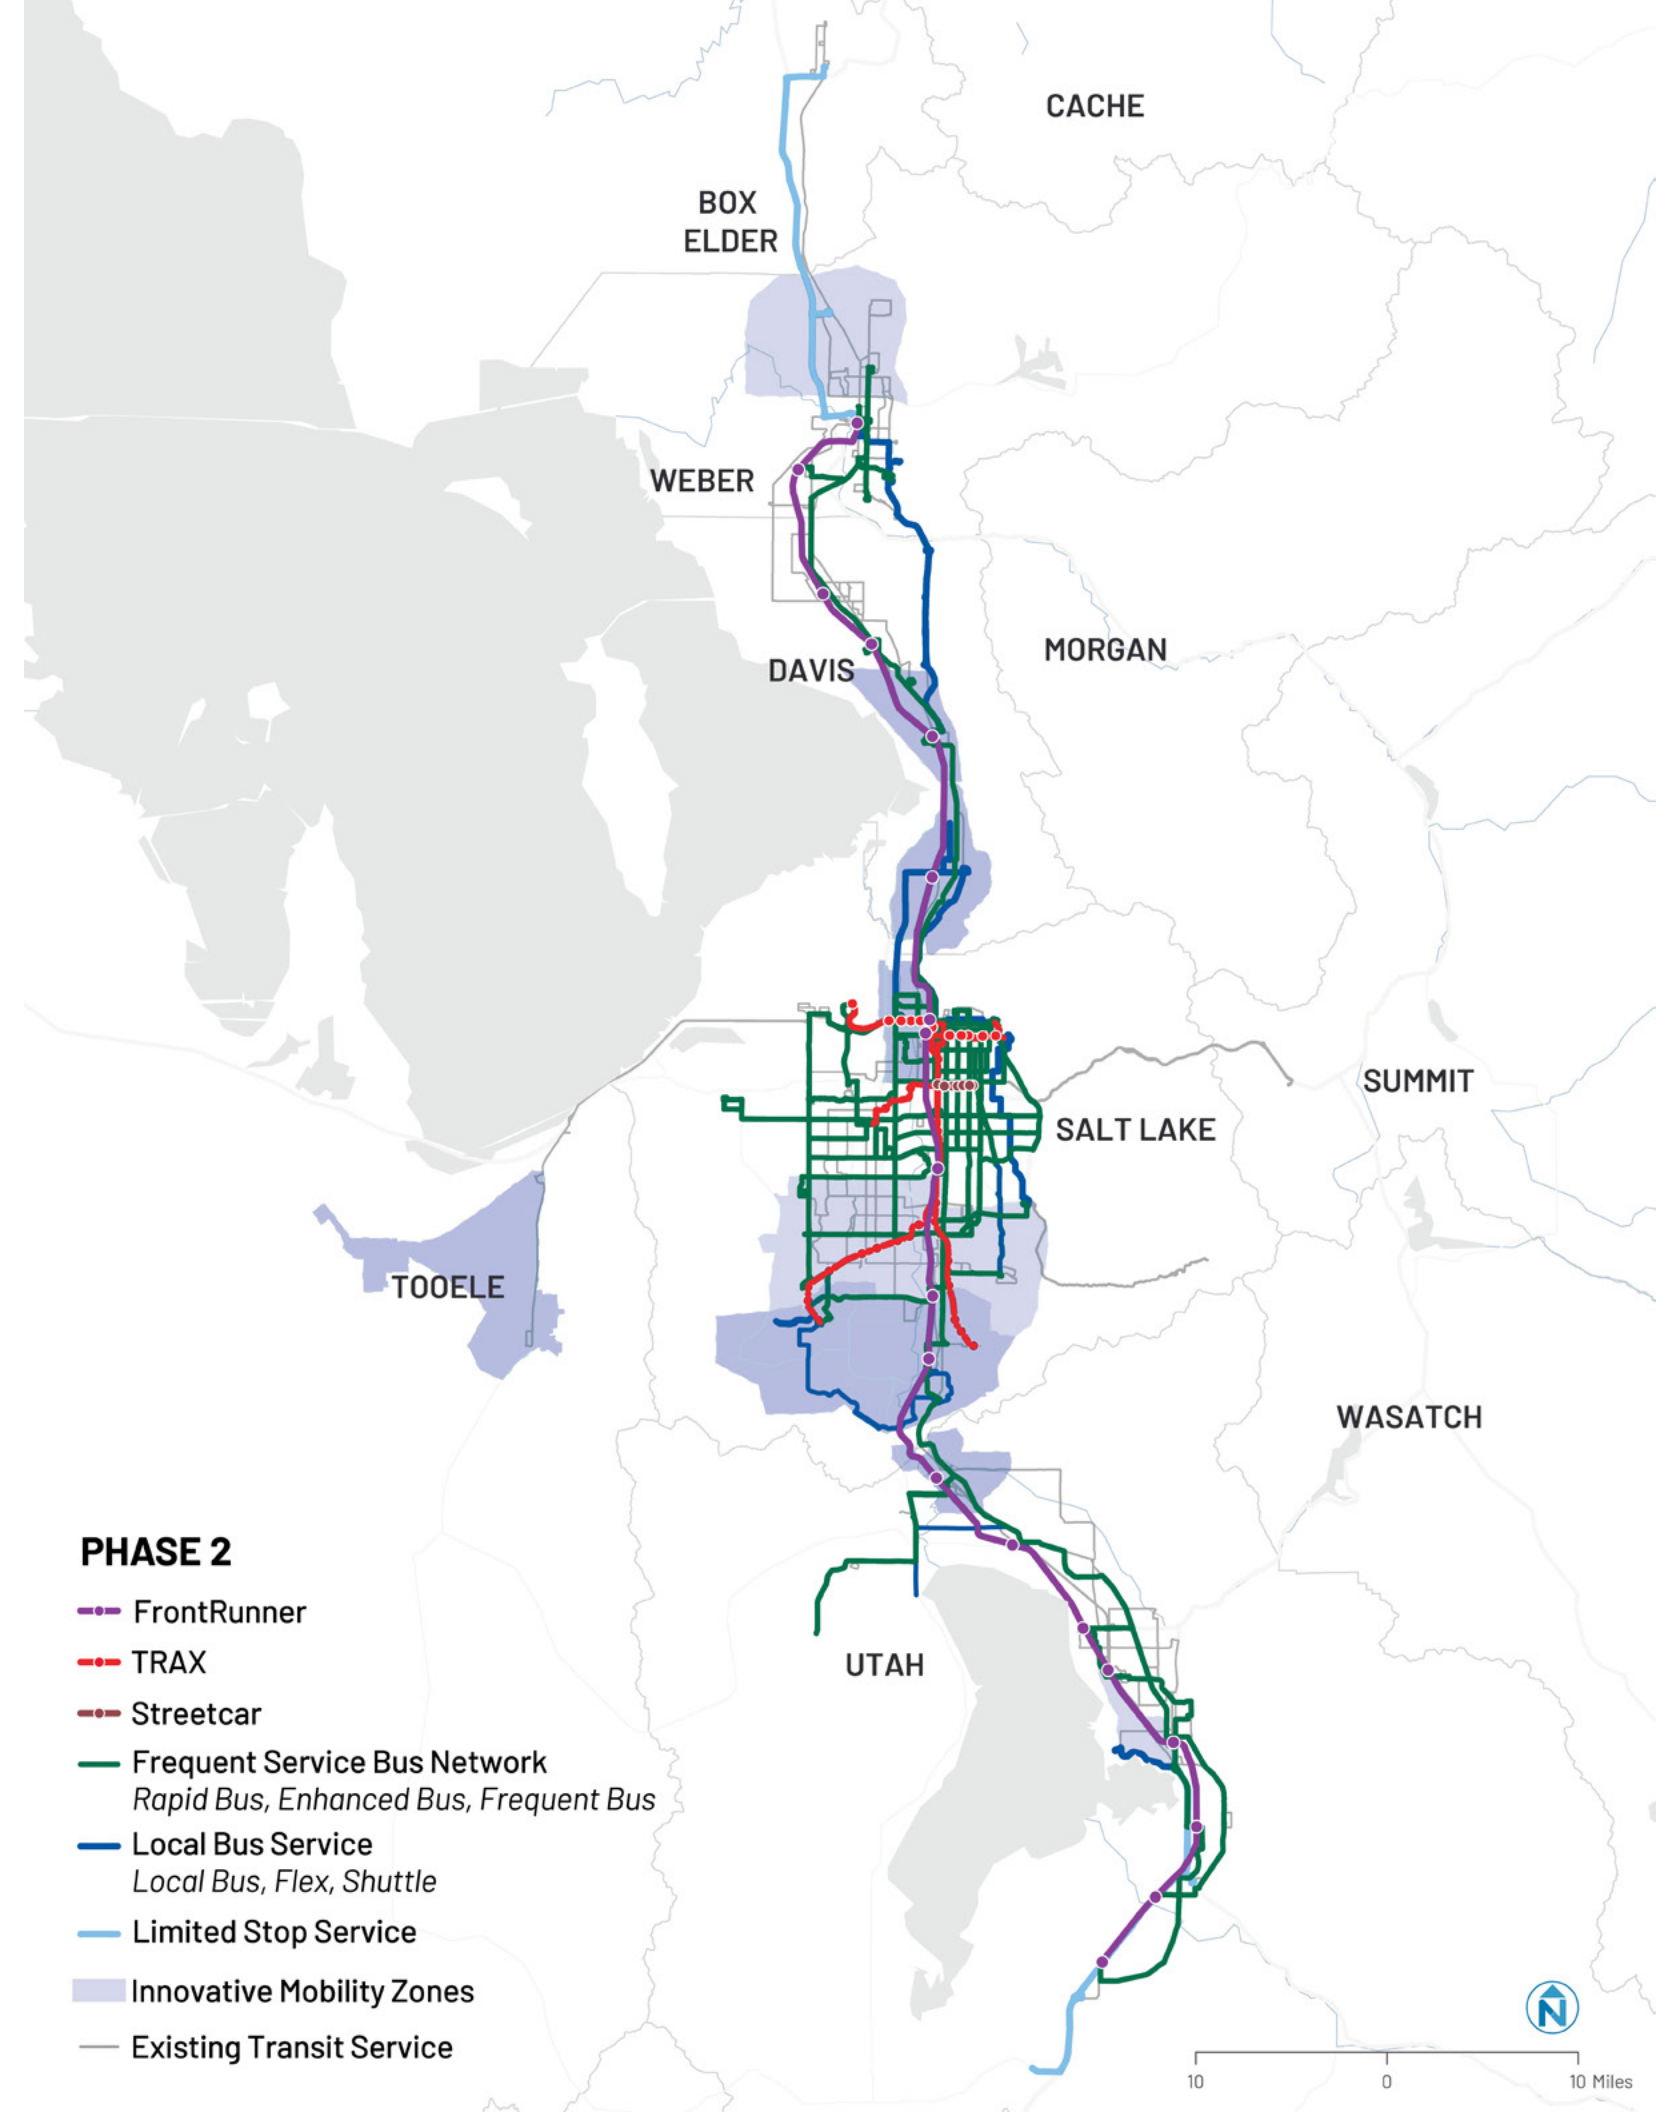 CACHE
BOX
ELDER
WEBER
MORGAN
DAVIS
SUMMIT
SALT LAKE
TOOELE
WASATCH
UTAH
PHASE 2
FrontRunner
TRAX
Streetcar
Frequent Service Bus Network
Rapid Bus, Enhanced Bus, Frequent Bus
Local Bus Service
Local Bus, Flex, Shuttle
Limited Stop Service
Innovative Mobility Zones
Existing Transit Service
N
10 0 10 Miles